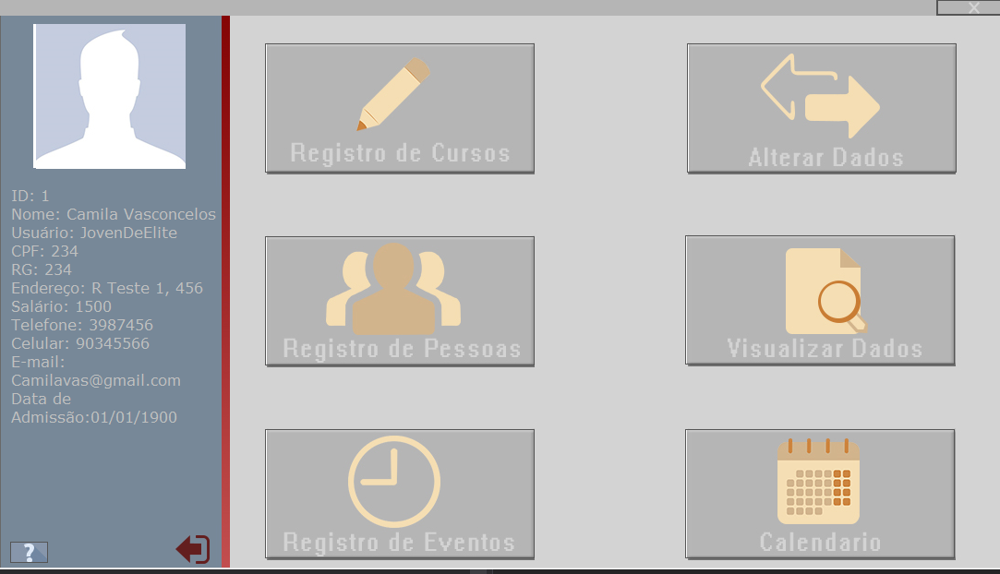 X
ID: 1
Nome: Camila Vasconcelos
Usuário: JovenDeElite
CPF: 234
RG: 234
Endereço: R Teste 1, 456
Salário: 1500
Telefone: 3987456
Celular: 90345566
E-mail:
Camilavas@gmail.com
Data de
Admissão:01/01/1900
?
Registro de Cursos
Alterar Dados
Registro de Pessoas
Visualizar Dados
Registro de Eventos
Calendario